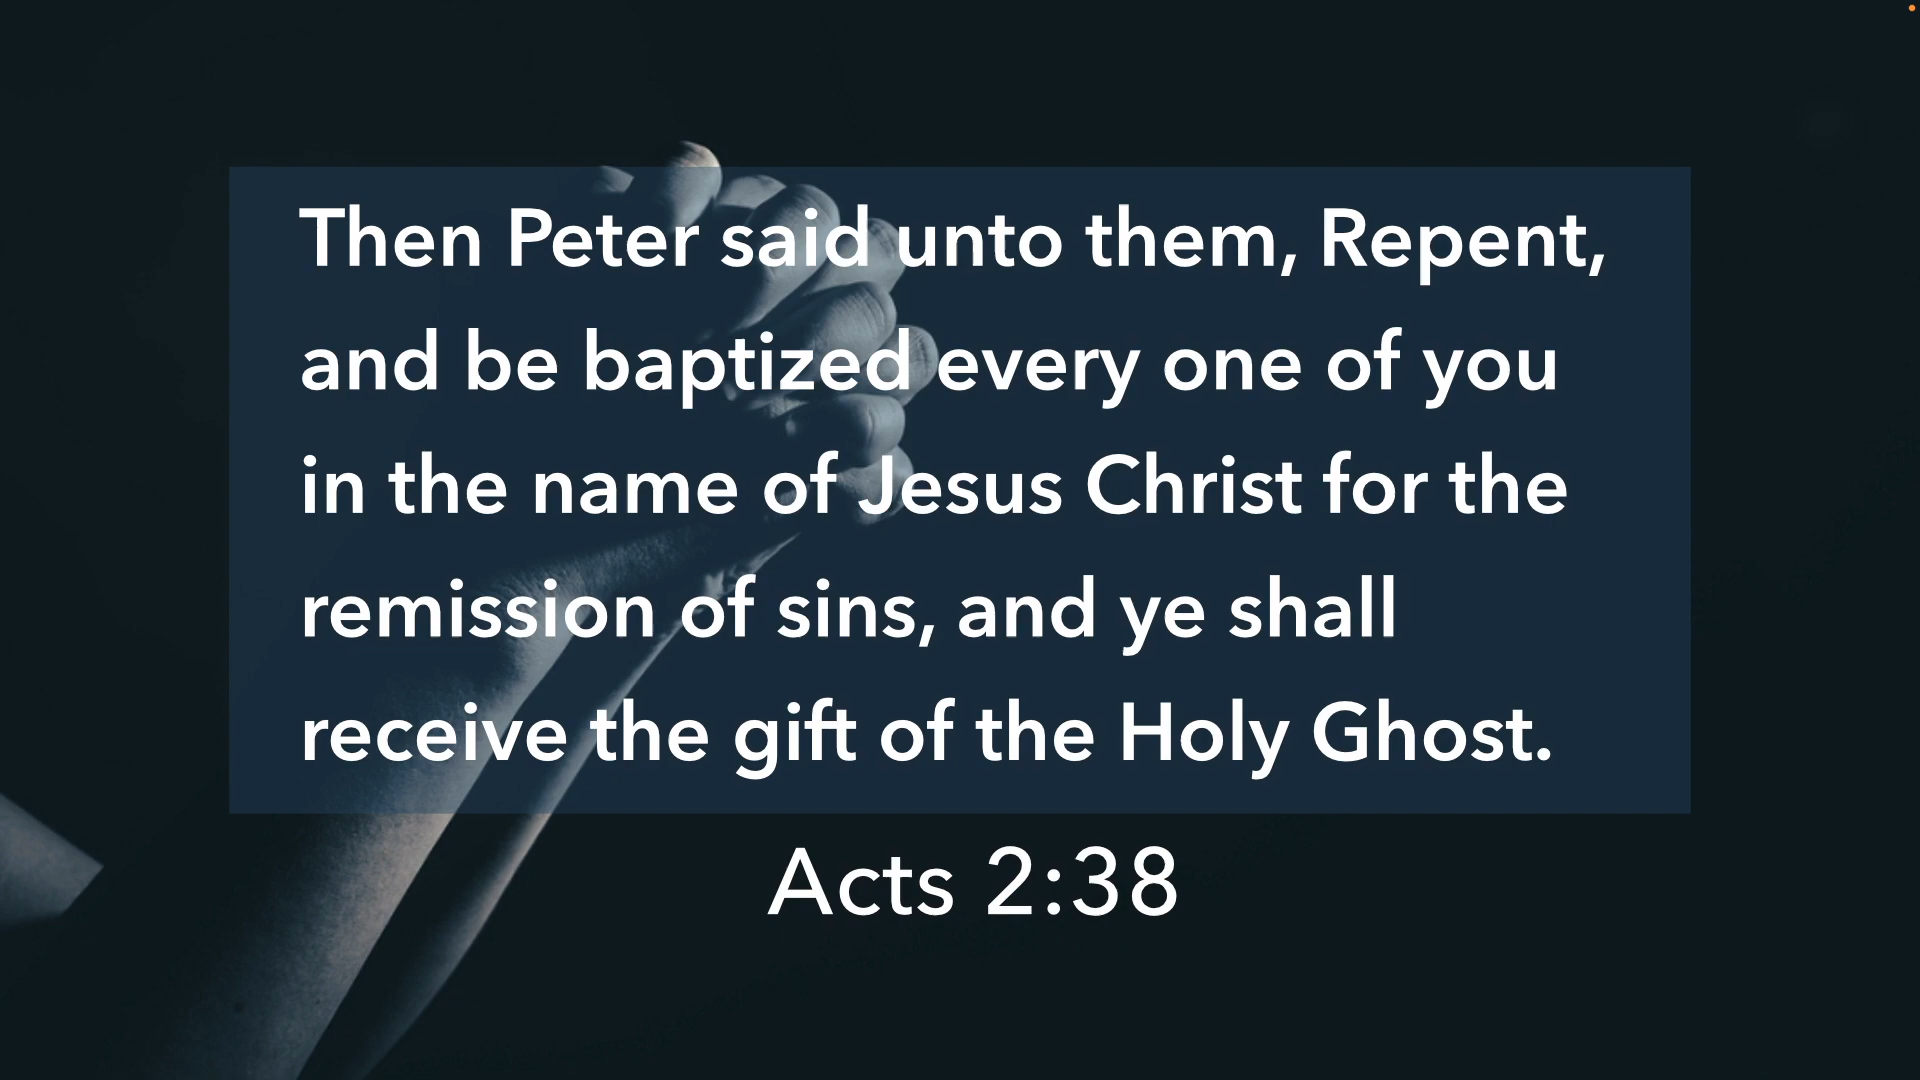 Then Peter said unto them, Repent,
and be baptized every one of you
in the name of Jesus Christ for the
remission of sins, and ye shall
receive the gift of the Holy Ghost.
Acts 2:38